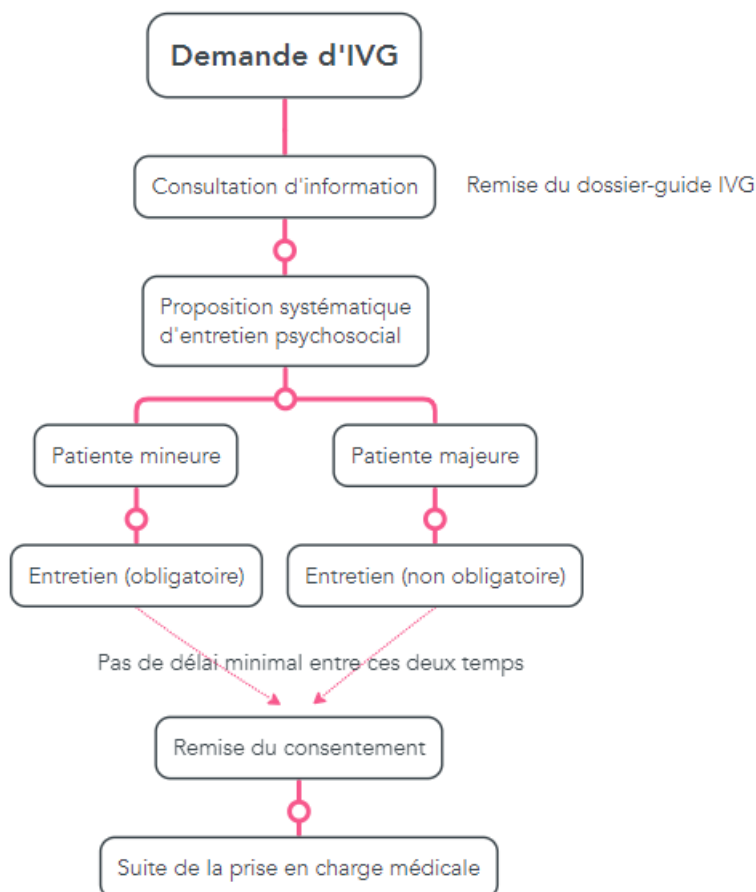 Demande d'IVG
Consultation d'information
Remise du dossier-guide IVG
Proposition systématique
d'entretien psychosocial
Patiente mineure
Patiente majeure
Entretien (obligatoire)
Entretien (non obligatoire)
Pas de délai minimal entre ces deux temps
Remise du consentement
Suite de la prise en charge médicale